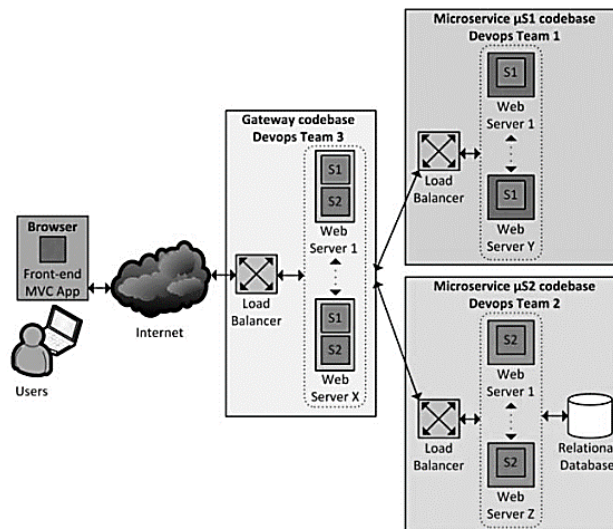 Microservice µS1 codebase
Devops Team 1
S1
Web
Server 1
Load
Balancer
S1
Web
Server Y
Gateway codebase
Devops Team 3
S1
S2
Web
Server 1
Load
Balancer
S1
S2
Web
Server X
Browser
Front-end
MVC App
Internet
Users
Microservice µS2 codebase
Devops Team 2
S2
Web
Server 1
Load
Balancer
S2
Web
Server Z
Relational
Database